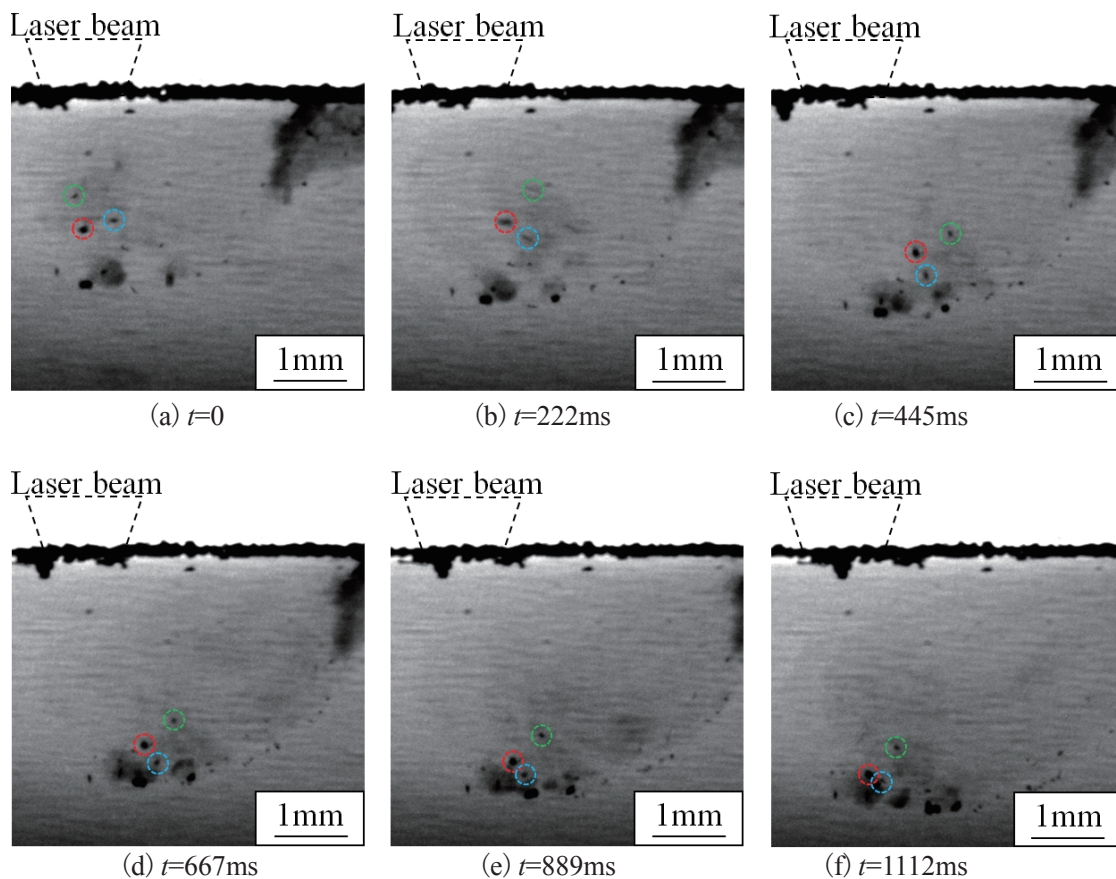 Laser beam
Laser beam
Laser beam
1mm
1mm
1mm
(a) t=0
(b) t=222ms
(c) t=445ms
Laser beam
Laser beam
Laser beam
1mm
1mm
1mm
(d) t=667ms
(e) t=889ms
(f) t=1112ms